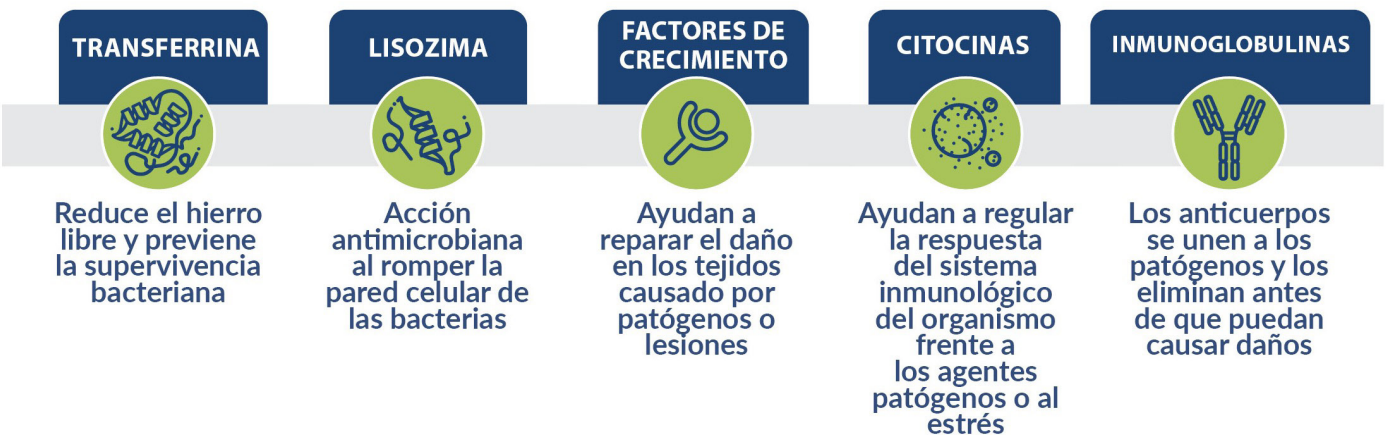 TRANSFERRINA
Reduce el hierro
libre y previene
la supervivencia
bacteriana
LISOZIMA
Acción
antimicrobiana
al romper la
pared celular de
las bacterias
FACTORES DE
CRECIMIENTO
Ayudan a
reparar el daño
en los tejidos
causado por
patógenos o
lesiones
CITOCINAS
Ayudan a regular
la respuesta
del sistema
inmunológico
del organismo
frente a
los agentes
patógenos o al
estrés
INMUNOGLOBULINAS
Los anticuerpos
se unen a los
patógenos y los
eliminan antes
de que puedan
causar daños